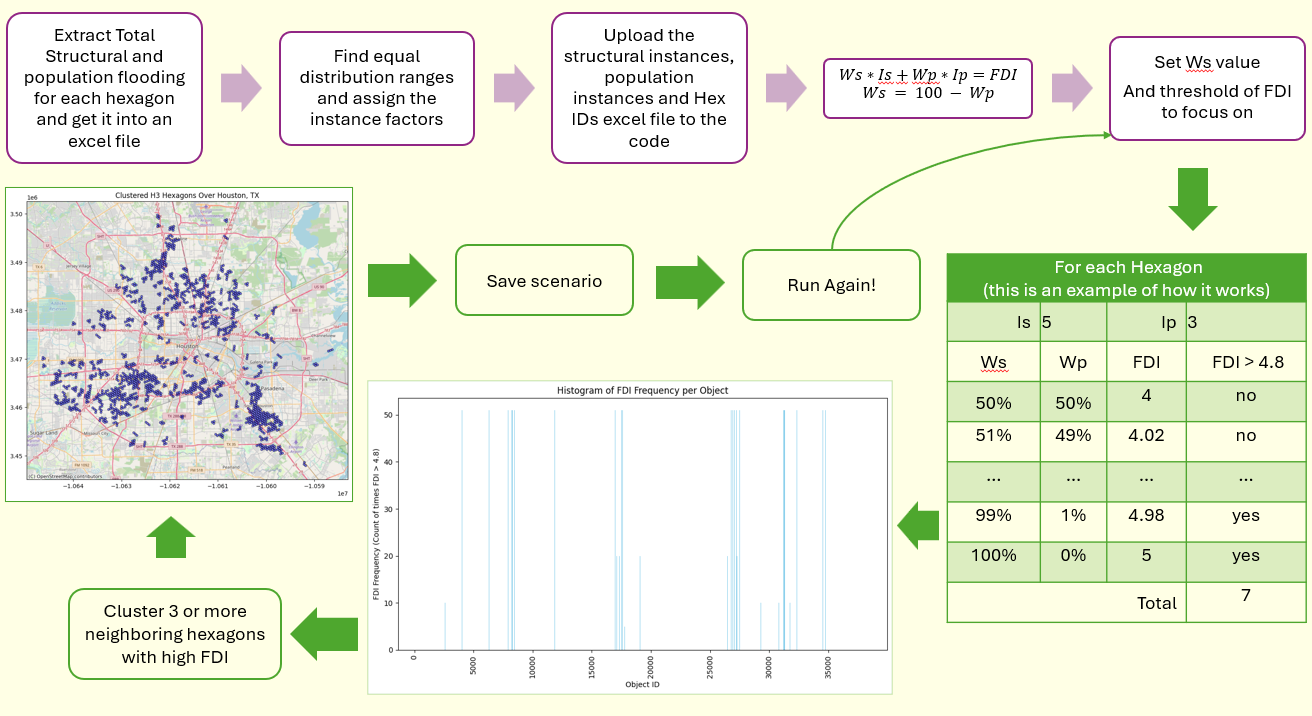 Extract Total
Structural and
population flooding
for each hexagon
and get it into an
excel file
Find equal
distribution ranges
and assign the
instance factors
Upload the
structural instances,
population
instances and Hex
IDs excel file to the
code
Ws * Is + Wp * Ip = FDI
Ws = 100 − Wp
Set Ws value
And threshold of FDI
to focus on
For each Hexagon
(this is an example of how it works)
Is 5 Ip 3
Ws Wp FDI FDI > 4.8
50% 50% 4 no
51% 49% 4.02 no
... ... ... ...
99% 1% 4.98 yes
100% 0% 5 yes
Total 7
Histogram of FDI Frequency per Object
FDI Frequency (Count of times FDI > 4.8)
50
40
30
20
10
0
0 5000 10000 15000 20000 25000 30000 35000
Object ID
Cluster 3 or more
neighboring hexagons
with high FDI
Clustered H3 Hexagons Over Houston, TX
1e6
3.50
3.49
3.48
3.47
3.46
3.45
Houston
Pasadena
Sugar Land
(C) OpenStreetMap contributors
−1.064 −1.063 −1.062 −1.061 −1.060 −1.059
1e7
Save scenario
Run Again!